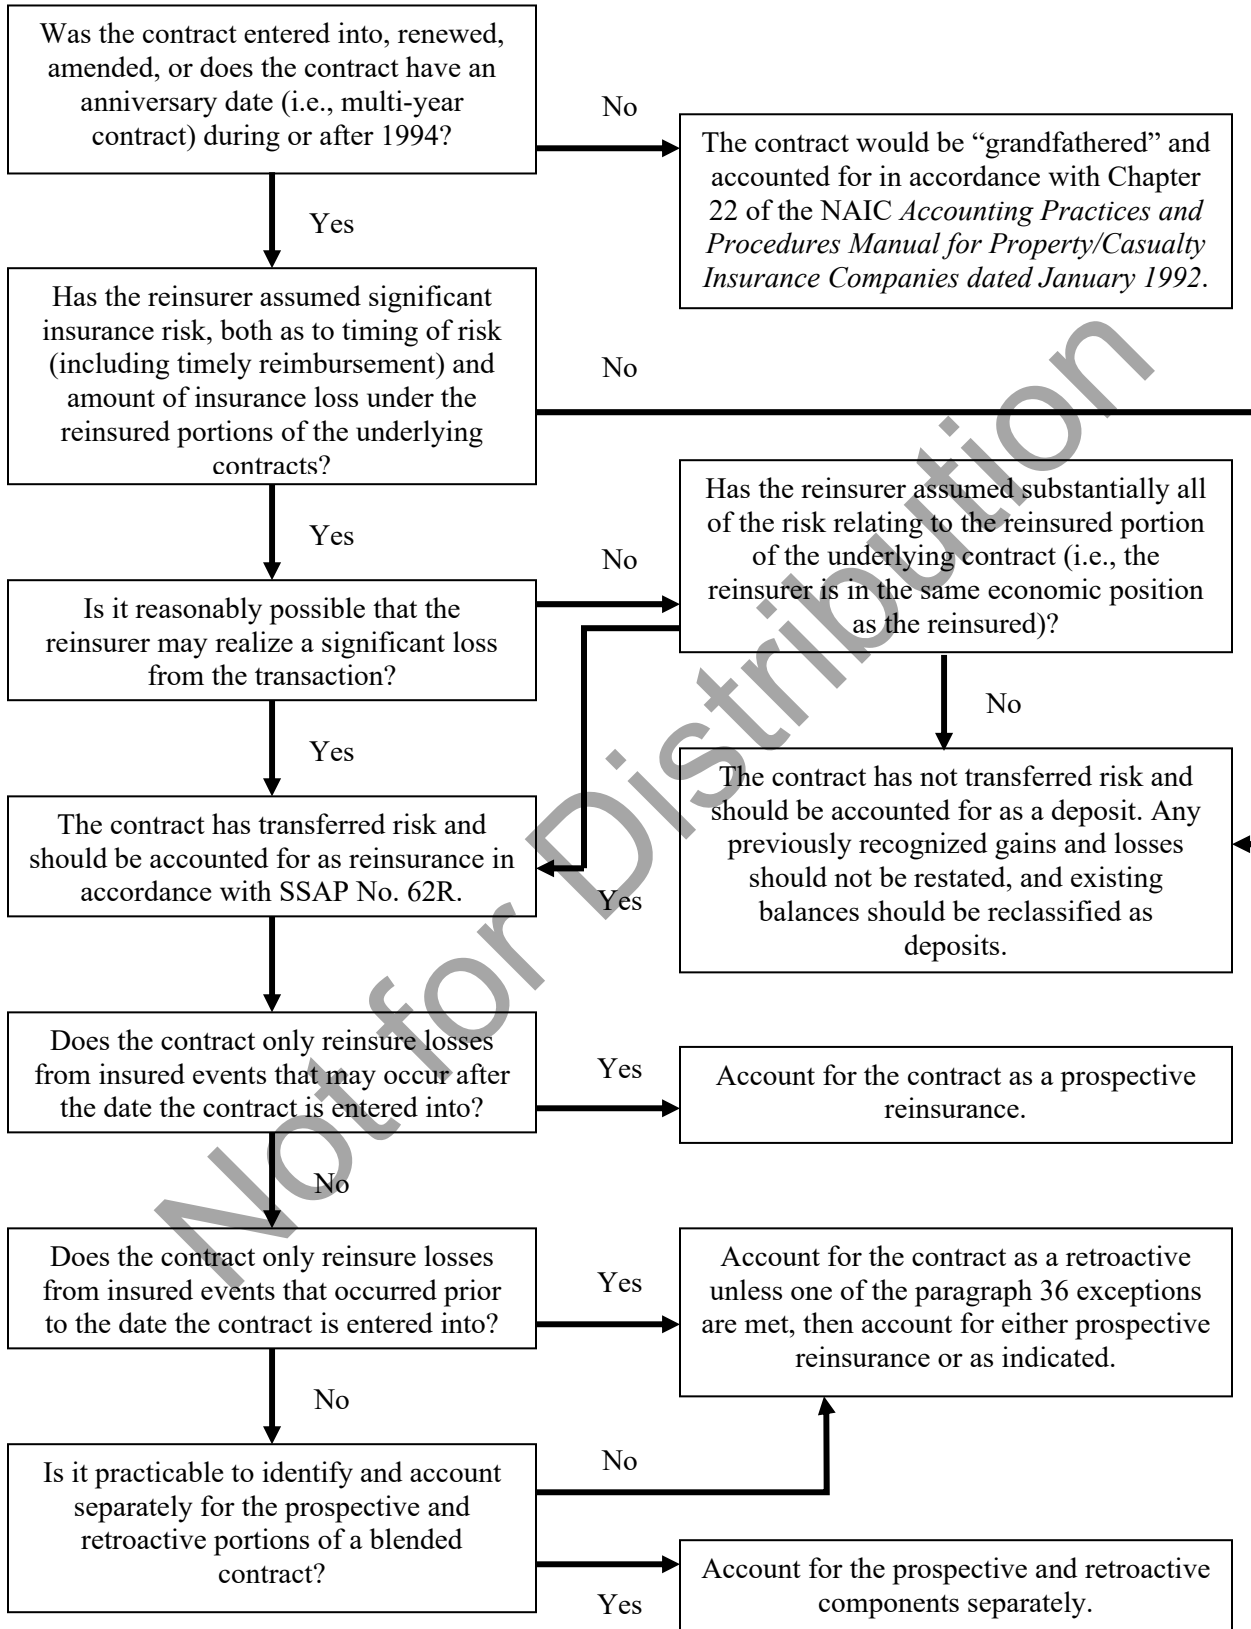 Was the contract entered into, renewed,
amended, or does the contract have an
anniversary date (i.e., multi-year
contract) during or after 1994?
No
The contract would be “grandfathered” and
accounted for in accordance with Chapter
22 of the NAIC Accounting Practices and
Procedures Manual for Property/Casualty
Insurance Companies dated January 1992.
Yes
Has the reinsurer assumed significant
insurance risk, both as to timing of risk
(including timely reimbursement) and
amount of insurance loss under the
reinsured portions of the underlying
contracts?
No
Yes
Has the reinsurer assumed substantially all
of the risk relating to the reinsured portion
of the underlying contract (i.e., the
reinsurer is in the same economic position
as the reinsured)?
No
Is it reasonably possible that the
reinsurer may realize a significant loss
from the transaction?
No
Yes
The contract has not transferred risk and
should be accounted for as a deposit. Any
previously recognized gains and losses
should not be restated, and existing
balances should be reclassified as
deposits.
The contract has transferred risk and
should be accounted for as reinsurance in
accordance with SSAP No. 62R.
Yes
Does the contract only reinsure losses
from insured events that may occur after
the date the contract is entered into?
Yes
Account for the contract as a prospective
reinsurance.
No
Does the contract only reinsure losses
from insured events that occurred prior
to the date the contract is entered into?
Yes
Account for the contract as a retroactive
unless one of the paragraph 36 exceptions
are met, then account for either prospective
reinsurance or as indicated.
No
Is it practicable to identify and account
separately for the prospective and
retroactive portions of a blended
contract?
No
Yes
Account for the prospective and retroactive
components separately.
Not for Distribution